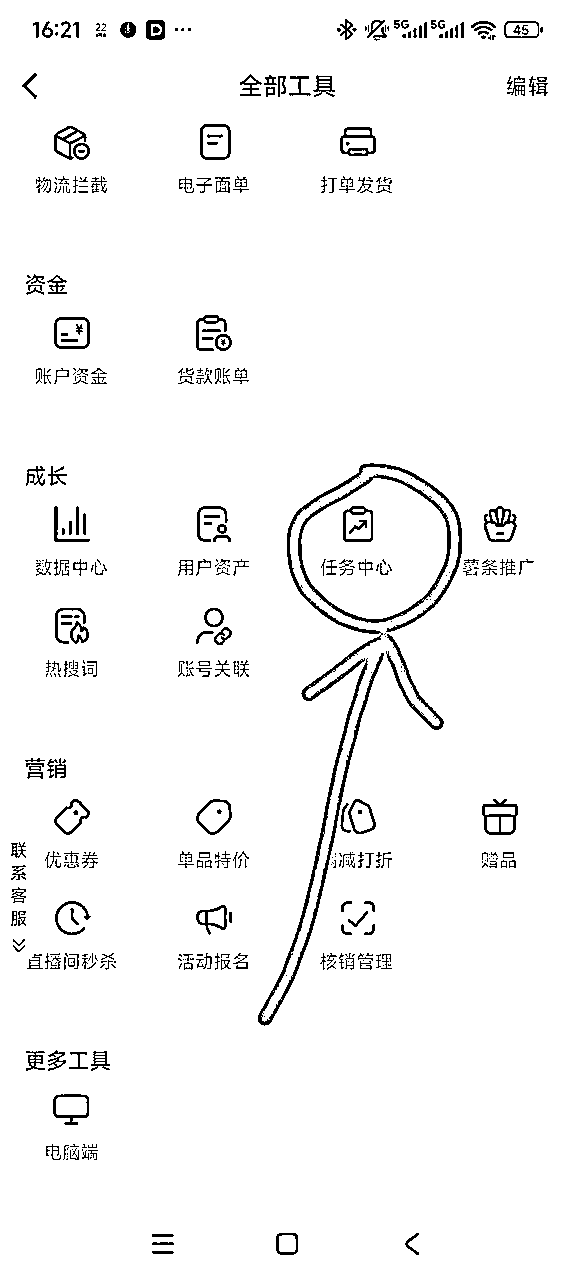 16:21 22 5G 5G 45
全部工具 编辑
物流拦截 电子面单 打单发货
资金
账户资金 货款账单
成长
数据中心 用户资产 任务中心 薯条推广
热搜词 账号关联
营销
优惠券 单品特价 减打折 赠品
联系客服
直播间秒杀 活动报名 核销管理
更多工具
电脑端